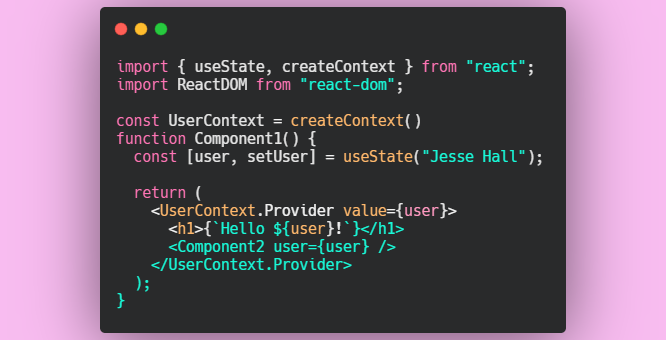 import { useState, createContext } from "react";
import ReactDOM from "react-dom";
const UserContext = createContext()
function Component1() {
const [user, setUser] = useState("Jesse Hall");
return (
<UserContext.Provider value={user}>
<h1>{`Hello ${user}!`}</h1>
<Component2 user={user} />
</UserContext.Provider>
);
}